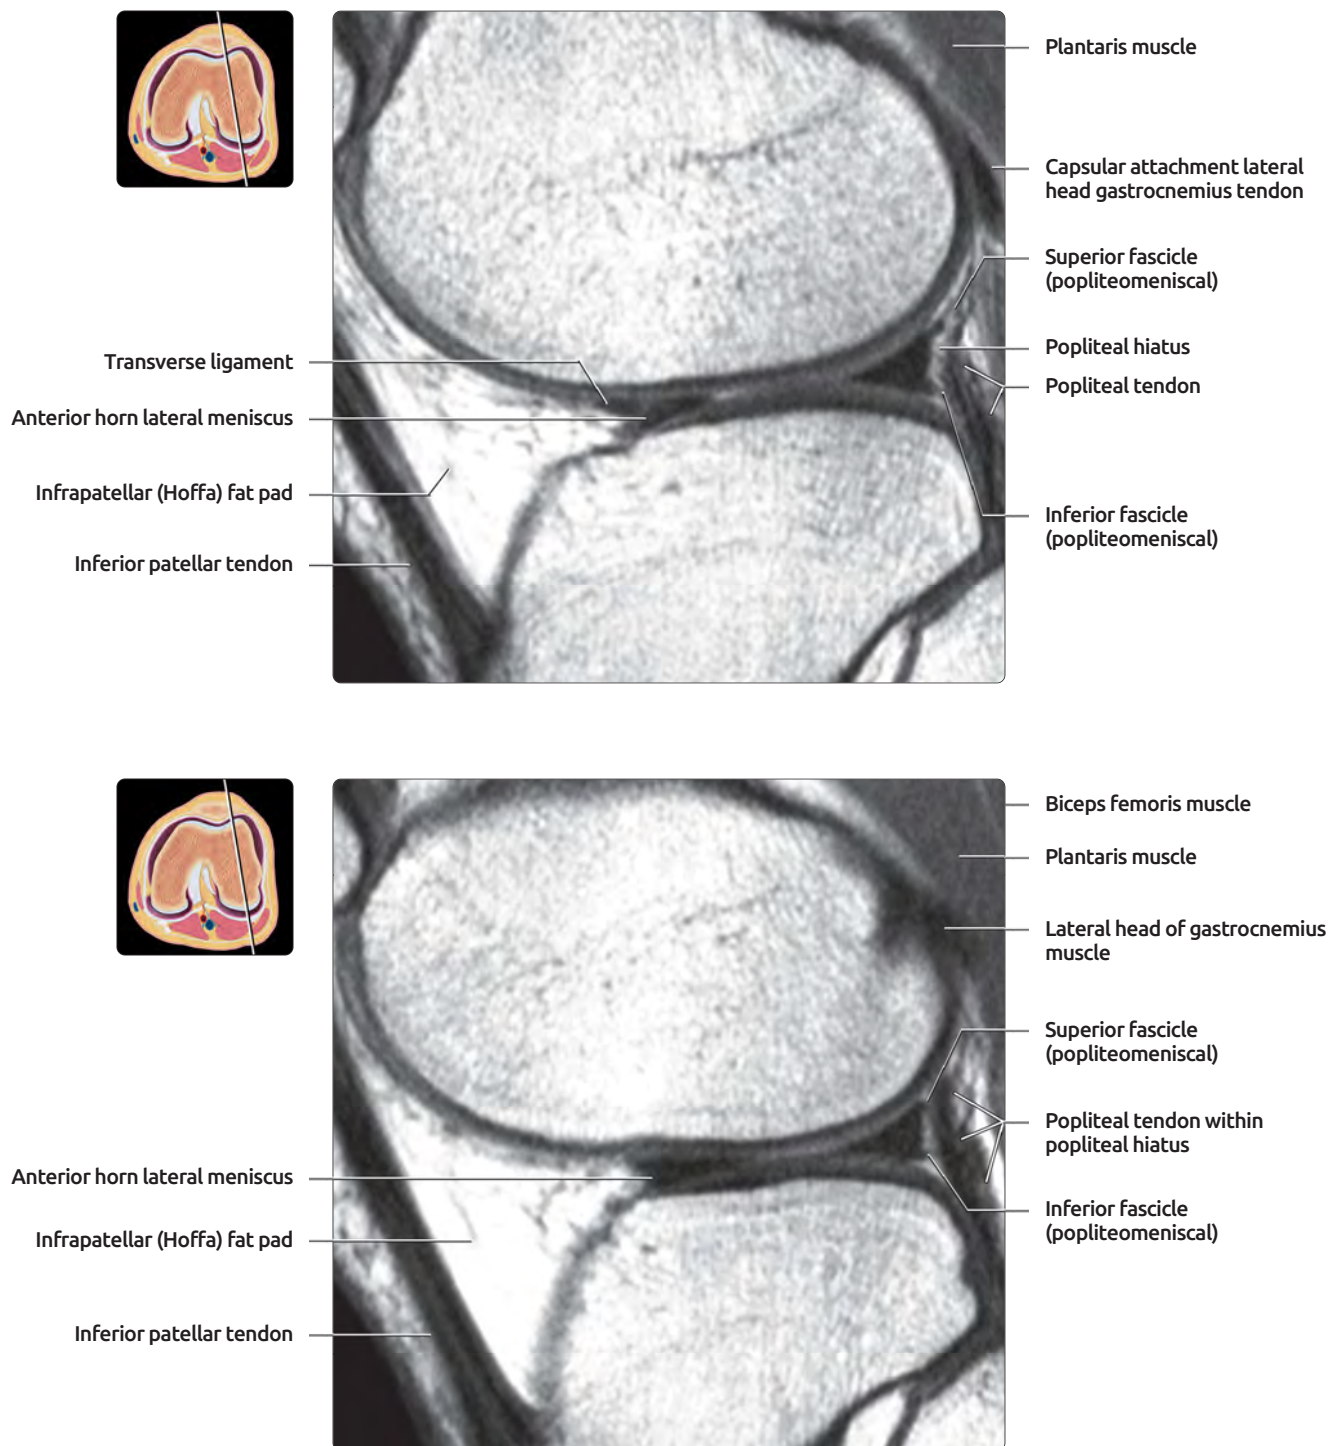 Plantaris muscle
Capsular attachment lateral
head gastrocnemius tendon
Superior fascicle
(popliteomeniscal)
Popliteal hiatus
Popliteal tendon
Inferior fascicle
(popliteomeniscal)
Transverse ligament
Anterior horn lateral meniscus
Infrapatellar (Hoffa) fat pad
Inferior patellar tendon
Biceps femoris muscle
Plantaris muscle
Lateral head of gastrocnemius
muscle
Superior fascicle
(popliteomeniscal)
Popliteal tendon within
popliteal hiatus
Inferior fascicle
(popliteomeniscal)
Anterior horn lateral meniscus
Infrapatellar (Hoffa) fat pad
Inferior patellar tendon